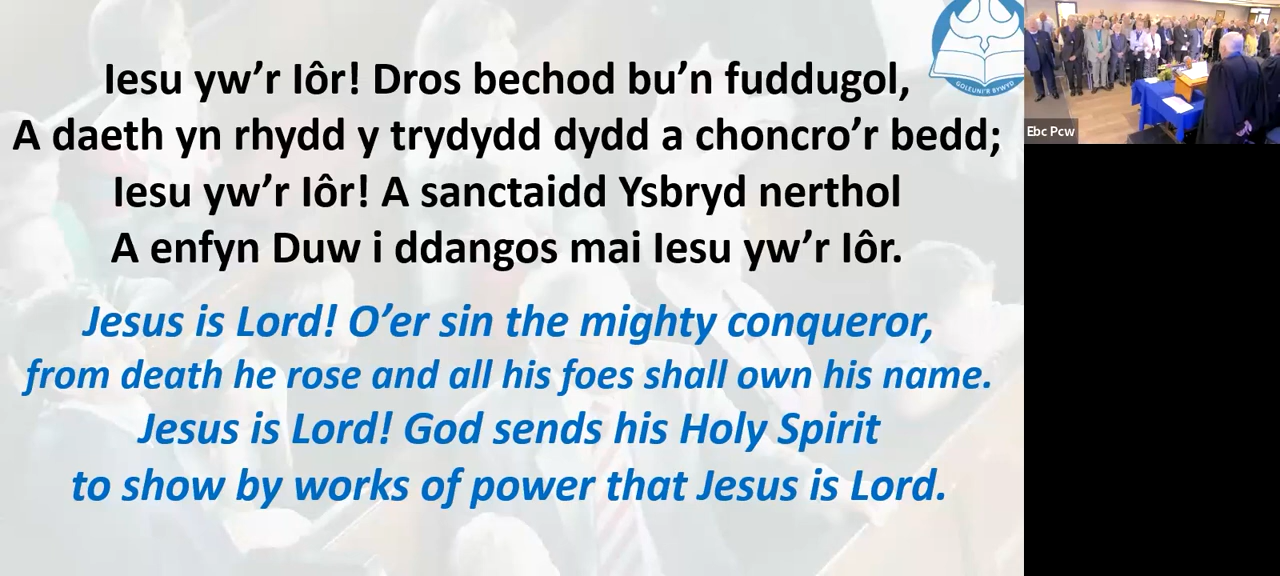 Iesu yw’r Iôr! Dros bechod bu’n fuddugol,
A daeth yn rhydd y trydydd dydd a choncro’r bedd;
Iesu yw’r Iôr! A sanctaidd Ysbryd nerthol
A enfyn Duw i ddangos mai Iesu yw’r Iôr.
Jesus is Lord! O’er sin the mighty conqueror,
from death he rose and all his foes shall own his name.
Jesus is Lord! God sends his Holy Spirit
to show by works of power that Jesus is Lord.
GOLEUNI'R BYWYD
Ebc Pcw